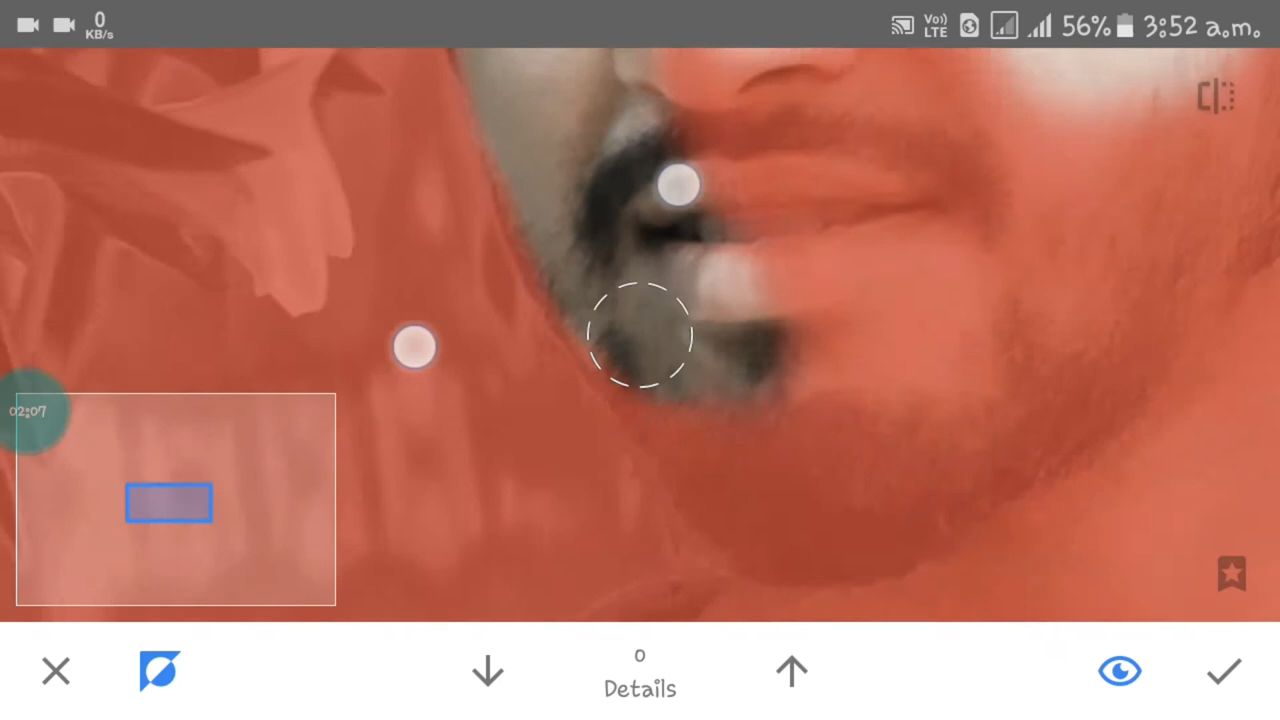 0
KB/s
Vo))
LTE
56%
3:52 a.m.
02:07
0
Details